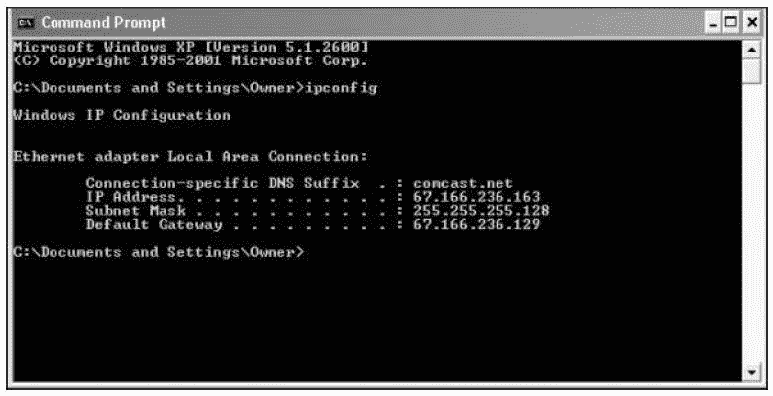 Command Prompt
Microsoft Windows XP [Version 5.1.2600]
(C) Copyright 1985-2001 Microsoft Corp.
C:\Documents and Settings\Owner>ipconfig
Windows IP Configuration
Ethernet adapter Local Area Connection:
Connection-specific DNS Suffix . : comcast.net
IP Address. . . . . . . . . . . . : 67.166.236.163
Subnet Mask . . . . . . . . . . . : 255.255.255.128
Default Gateway . . . . . . . . . : 67.166.236.129
C:\Documents and Settings\Owner>